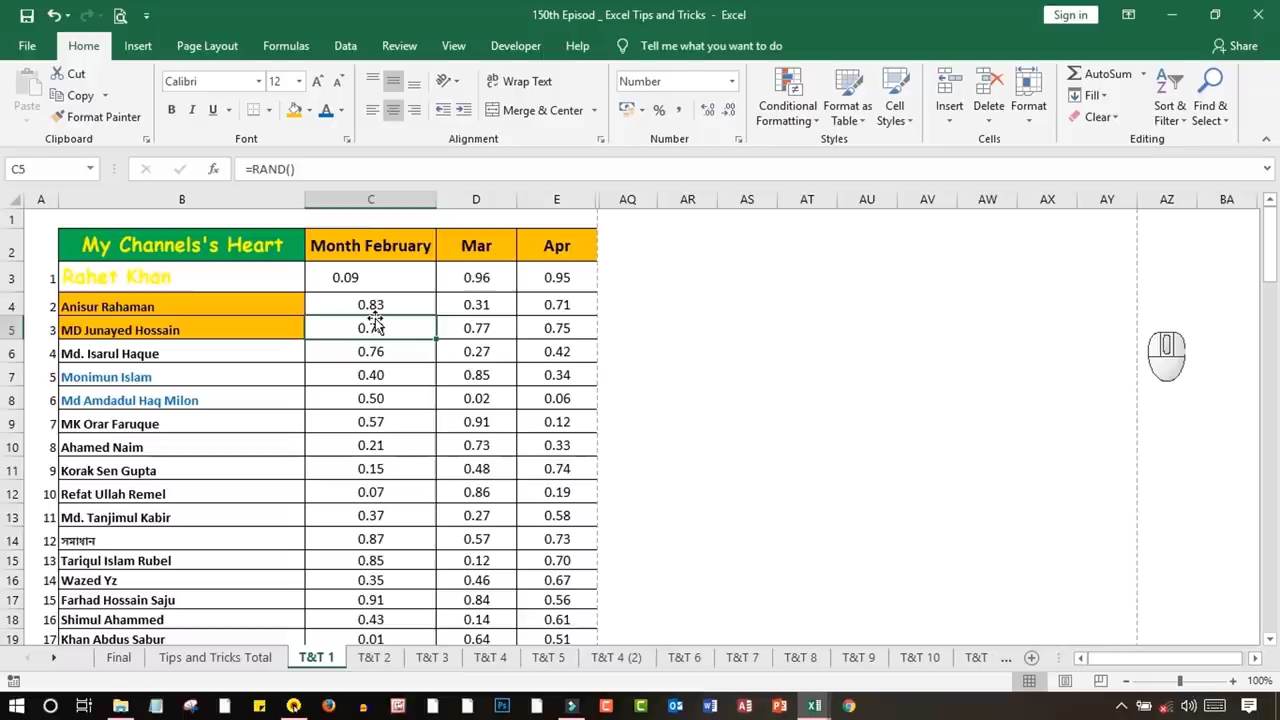 150th Episod _ Excel Tips and Tricks - Excel
Sign in
File Home Insert Page Layout Formulas Data Review View Developer Help Tell me what you want to do Share
Cut
Copy
Format Painter
Paste
Clipboard
Calibri 12
B I U
Font
Wrap Text
Merge & Center
Alignment
Number
%
Number
Conditional Formatting
Format as Table
Cell Styles
Styles
Insert Delete Format
Cells
AutoSum
Fill
Clear
Sort & Filter
Find & Select
Editing
C5 fx =RAND()
A B C D E AQ AR AS AT AU AV AW AX AY AZ BA
1
2 My Channels's Heart Month February Mar Apr
3 1 Rahet Khan 0.09 0.96 0.95
4 2 Anisur Rahaman 0.83 0.31 0.71
5 3 MD Junayed Hossain 0.77 0.75
6 4 Md. Isarul Haque 0.76 0.27 0.42
7 5 Monimun Islam 0.40 0.85 0.34
8 6 Md Amdadul Haq Milon 0.50 0.02 0.06
9 7 MK Orar Faruque 0.57 0.91 0.12
10 8 Ahamed Naim 0.21 0.73 0.33
11 9 Korak Sen Gupta 0.15 0.48 0.74
12 10 Refat Ullah Remel 0.07 0.86 0.19
13 11 Md. Tanjimul Kabir 0.37 0.27 0.58
14 12 সমাধান 0.87 0.57 0.73
15 13 Tariqul Islam Rubel 0.85 0.12 0.70
16 14 Wazed Yz 0.35 0.46 0.67
17 15 Farhad Hossain Saju 0.91 0.84 0.56
18 16 Shimul Ahammed 0.43 0.14 0.61
19 17 Khan Abdus Sabur 0.01 0.64 0.51
Final Tips and Tricks Total T&T 1 T&T 2 T&T 3 T&T 4 T&T 5 T&T 4 (2) T&T 6 T&T 7 T&T 8 T&T 9 T&T 10 T&T ...
100%